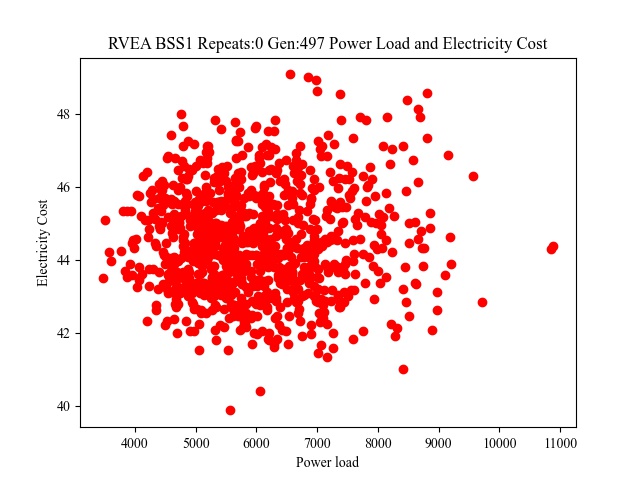 RVEA BSS1 Repeats:0 Gen:497 Power Load and Electricity Cost
48
46
44
42
40
Electricity Cost
4000 5000 6000 7000 8000 9000 10000 11000
Power load